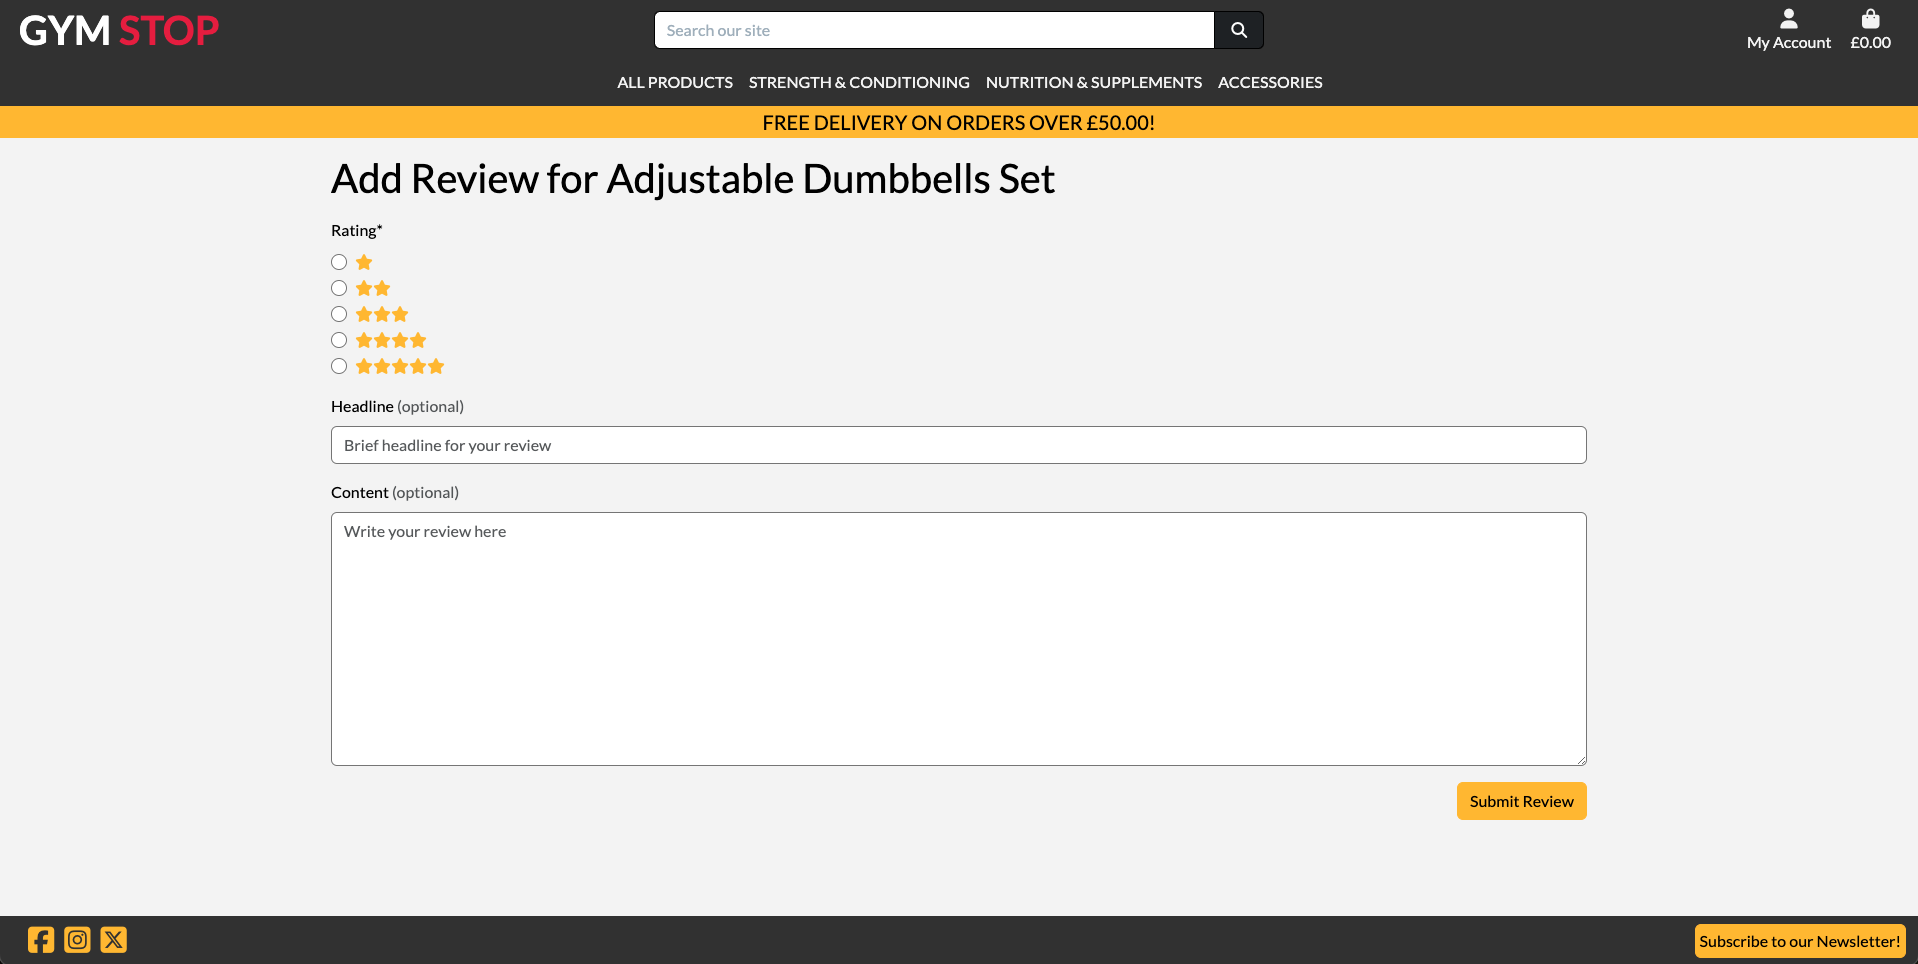 GYM STOP
Search our site
My Account
£0.00
ALL PRODUCTS STRENGTH & CONDITIONING NUTRITION & SUPPLEMENTS ACCESSORIES
FREE DELIVERY ON ORDERS OVER £50.00!
Add Review for Adjustable Dumbbells Set
Rating*
Headline (optional)
Brief headline for your review
Content (optional)
Write your review here
Submit Review
Subscribe to our Newsletter!